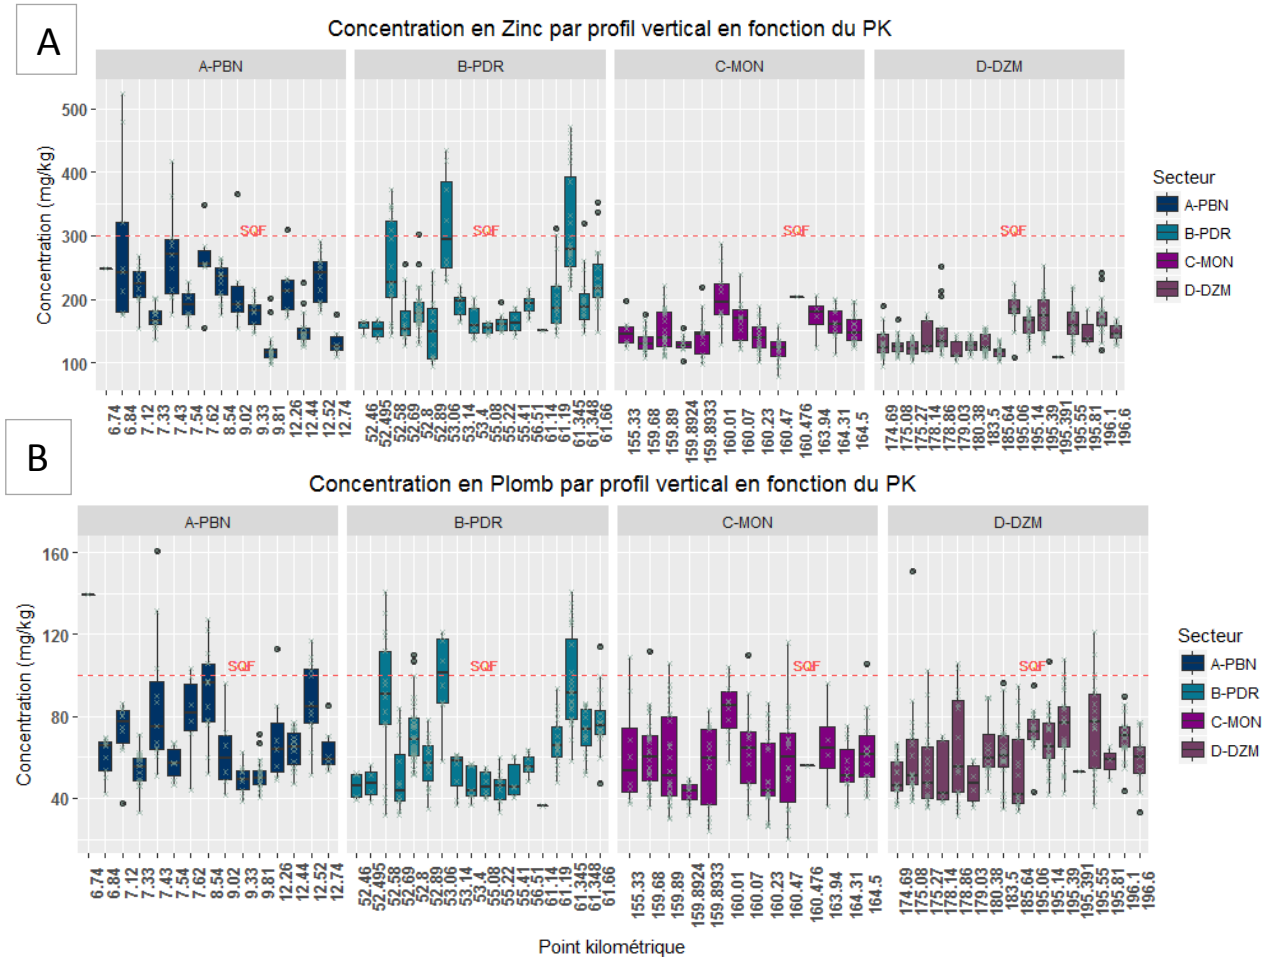 A
Concentration en Zinc par profil vertical en fonction du PK
A-PBN B-PDR C-MON D-DZM
Concentration (mg/kg)
500
400
300
200
100
SQF SQF SQF SQF
6.74 6.84 7.12 7.33 7.43 7.54 7.62 8.54 9.02 9.33 9.81 12.26 12.44 12.52 12.74
52.46 52.495 52.58 52.69 52.8 52.89 53.06 53.14 53.4 55.08 55.22 55.41 56.51 61.14 61.19 61.345 61.348 61.66
155.33 159.68 159.89 159.8924 159.8933 160.01 160.07 160.23 160.47 160.476 163.94 164.31 164.5
174.69 175.08 175.27 178.14 178.86 179.03 180.38 183.5 185.64 195.06 195.14 195.39 195.391 195.55 195.81 196.1 196.6
Secteur
A-PBN
B-PDR
C-MON
D-DZM
B
Concentration en Plomb par profil vertical en fonction du PK
A-PBN B-PDR C-MON D-DZM
Concentration (mg/kg)
160
120
80
40
SQF SQF SQF SQF
6.74 6.84 7.12 7.33 7.43 7.54 7.62 8.54 9.02 9.33 9.81 12.26 12.44 12.52 12.74
52.46 52.495 52.58 52.69 52.8 52.89 53.06 53.14 53.4 55.08 55.22 55.41 56.51 61.14 61.19 61.345 61.348 61.66
155.33 159.68 159.89 159.8924 159.8933 160.01 160.07 160.23 160.47 160.476 163.94 164.31 164.5
174.69 175.08 175.27 178.14 178.86 179.03 180.38 183.5 185.64 195.06 195.14 195.39 195.391 195.55 195.81 196.1 196.6
Secteur
A-PBN
B-PDR
C-MON
D-DZM
Point kilométrique